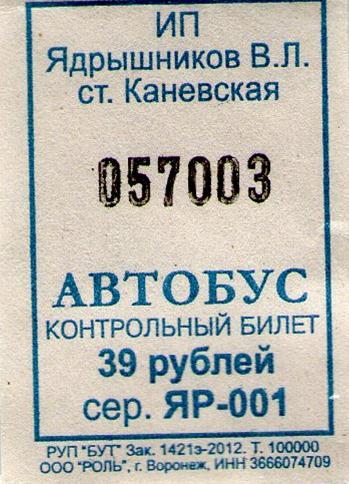 ИП
Ядрышников В.Л.
ст. Каневская
057003
АВТОБУС
КОНТРОЛЬНЫЙ БИЛЕТ
39 рублей
сер. ЯР-001
РУП "БУТ" Зак. 1421э-2012. Т. 100000
ООО "РОЛЬ", г. Воронеж, ИНН 3666074709